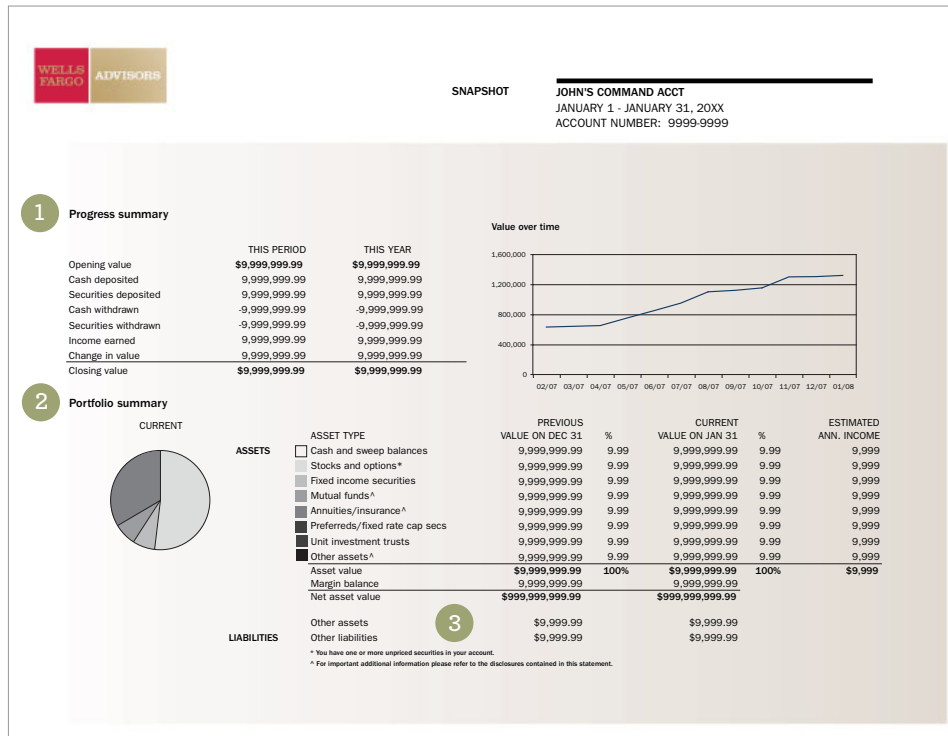 WELLS FARGO ADVISORS
SNAPSHOT JOHN'S COMMAND ACCT
JANUARY 1 - JANUARY 31, 20XX
ACCOUNT NUMBER: 9999-9999
1 Progress summary
THIS PERIOD THIS YEAR
Opening value $9,999,999.99 $9,999,999.99
Cash deposited 9,999,999.99 9,999,999.99
Securities deposited 9,999,999.99 9,999,999.99
Cash withdrawn -9,999,999.99 -9,999,999.99
Securities withdrawn -9,999,999.99 -9,999,999.99
Income earned 9,999,999.99 9,999,999.99
Change in value 9,999,999.99 9,999,999.99
Closing value $9,999,999.99 $9,999,999.99
Value over time
1,600,000
1,200,000
800,000
400,000
0
02/07 03/07 04/07 05/07 06/07 07/07 08/07 09/07 10/07 11/07 12/07 01/08
2 Portfolio summary
CURRENT
PREVIOUS CURRENT ESTIMATED
ASSET TYPE VALUE ON DEC 31 % VALUE ON JAN 31 % ANN. INCOME
ASSETS Cash and sweep balances 9,999,999.99 9.99 9,999,999.99 9.99 9,999
Stocks and options* 9,999,999.99 9.99 9,999,999.99 9.99 9,999
Fixed income securities 9,999,999.99 9.99 9,999,999.99 9.99 9,999
Mutual funds^ 9,999,999.99 9.99 9,999,999.99 9.99 9,999
Annuities/insurance^ 9,999,999.99 9.99 9,999,999.99 9.99 9,999
Preferreds/fixed rate cap secs 9,999,999.99 9.99 9,999,999.99 9.99 9,999
Unit investment trusts 9,999,999.99 9.99 9,999,999.99 9.99 9,999
Other assets^ 9,999,999.99 9.99 9,999,999.99 9.99 9,999
Asset value $9,999,999.99 100% $9,999,999.99 100% $9,999
Margin balance 9,999,999.99 9,999,999.99
Net asset value $999,999,999.99 $999,999,999.99
3
Other assets $9,999.99 $9,999.99
LIABILITIES Other liabilities $9,999.99 $9,999.99
* You have one or more unpriced securities in your account.
^ For important additional information please refer to the disclosures contained in this statement.